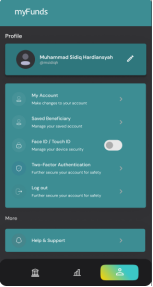 myFunds
Profile
Muhammad Sidiq Hardiansyah
My Account
Make changes to your account
Saved Beneficiary
Manage your saved account
Face ID / Touch ID
Manage your device security
Two-Factor Authentication
Further secure your account for safety
Log out
Further secure your account for safety
More
Help & Support